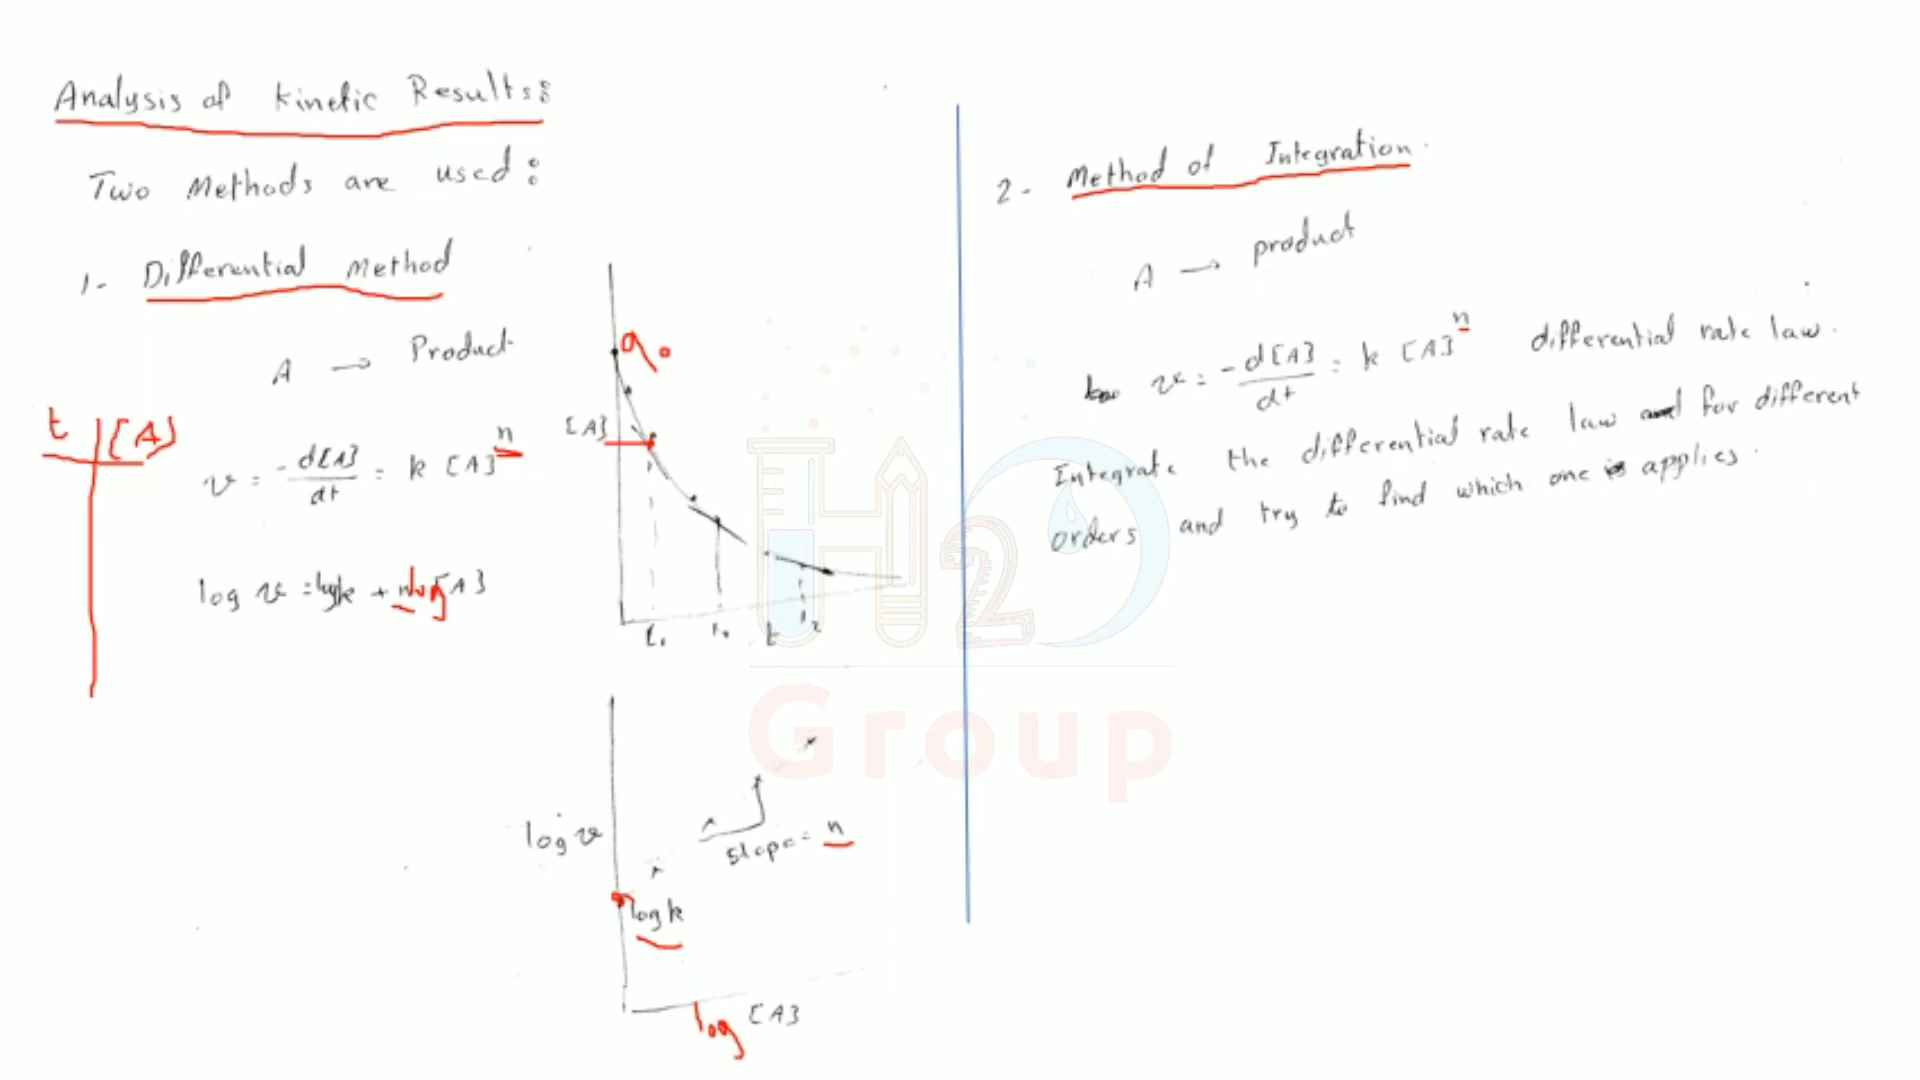 Analysis of Kinetic Results:
Two Methods are used:
1- Differential Method
A → Product
t [A]
v = -d[A]/dt = k [A]^n
log v = log k + n log [A]
a₀
[A]
t₁
t
log v
slope = n
log k
log [A]
2- Method of Integration.
A → product
v = -d[A]/dt = k [A]^n differential rate law.
Integrate the differential rate law for different
orders and try to find which one applies.
H2O
Group